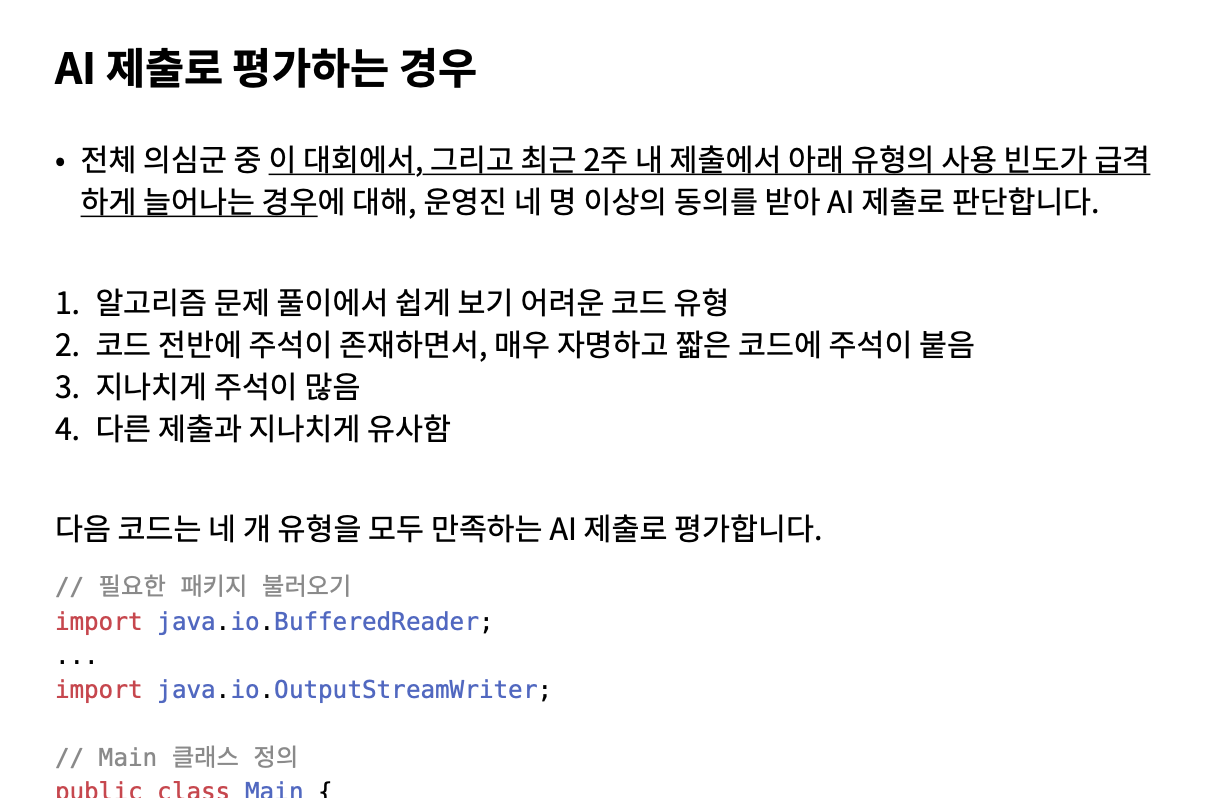 AI 제출로 평가하는 경우
• 전체 의심군 중 이 대회에서, 그리고 최근 2주 내 제출에서 아래 유형의 사용 빈도가 급격
하게 늘어나는 경우에 대해, 운영진 네 명 이상의 동의를 받아 AI 제출로 판단합니다.
1. 알고리즘 문제 풀이에서 쉽게 보기 어려운 코드 유형
2. 코드 전반에 주석이 존재하면서, 매우 자명하고 짧은 코드에 주석이 붙음
3. 지나치게 주석이 많음
4. 다른 제출과 지나치게 유사함
다음 코드는 네 개 유형을 모두 만족하는 AI 제출로 평가합니다.
// 필요한 패키지 불러오기
import java.io.BufferedReader;
...
import java.io.OutputStreamWriter;
// Main 클래스 정의
public class Main {